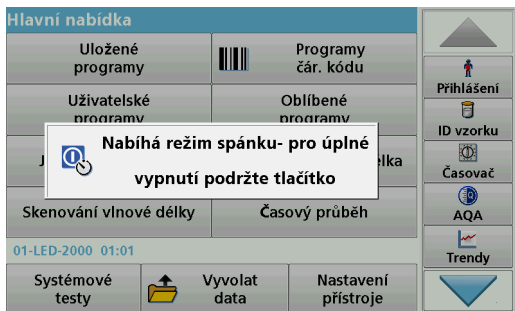 Hlavní nabídka
Uložené
programy
Programy
čár. kódu
Uživatelské
programy
Oblíbené
programy
Nabíhá režim spánku- pro úplné
vypnutí podržte tlačítko
Skenování vlnové délky
Časový průběh
01-LED-2000 01:01
Systémové
testy
Vyvolat
data
Nastavení
přístroje
Přihlášení
ID vzorku
Časovač
AQA
Trendy